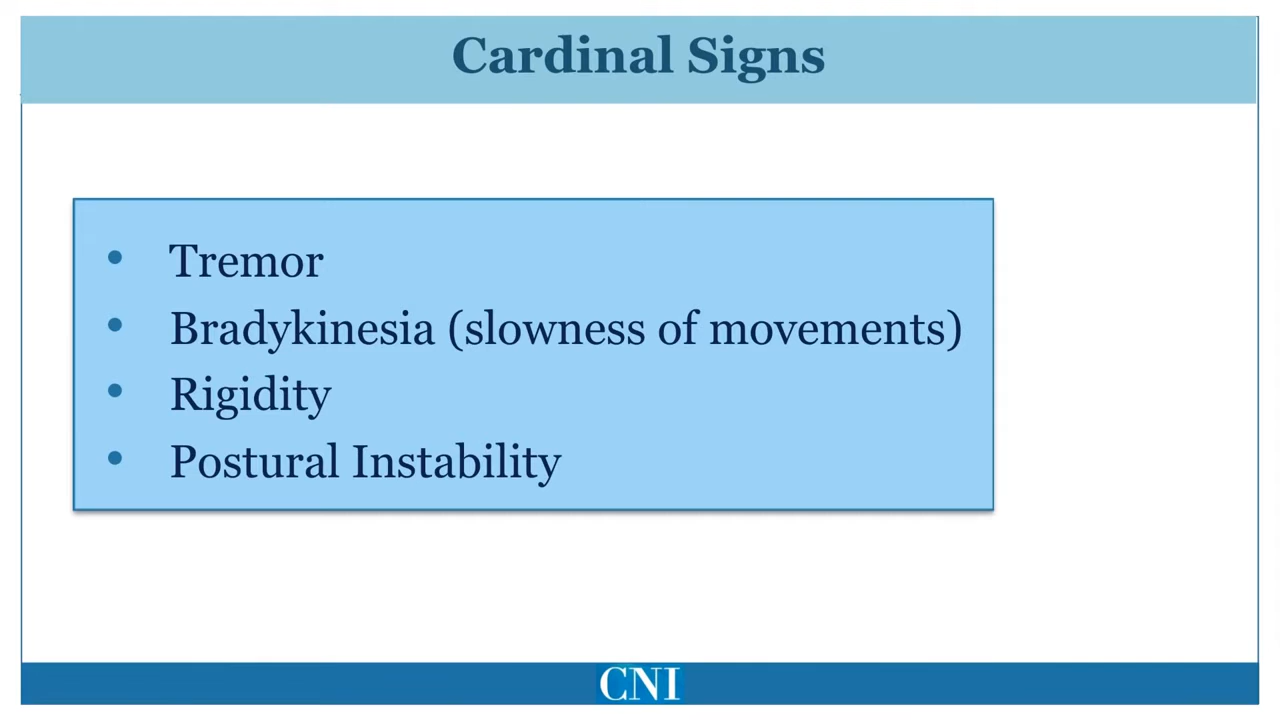 Cardinal Signs
• Tremor
• Bradykinesia (slowness of movements)
• Rigidity
• Postural Instability
CNI